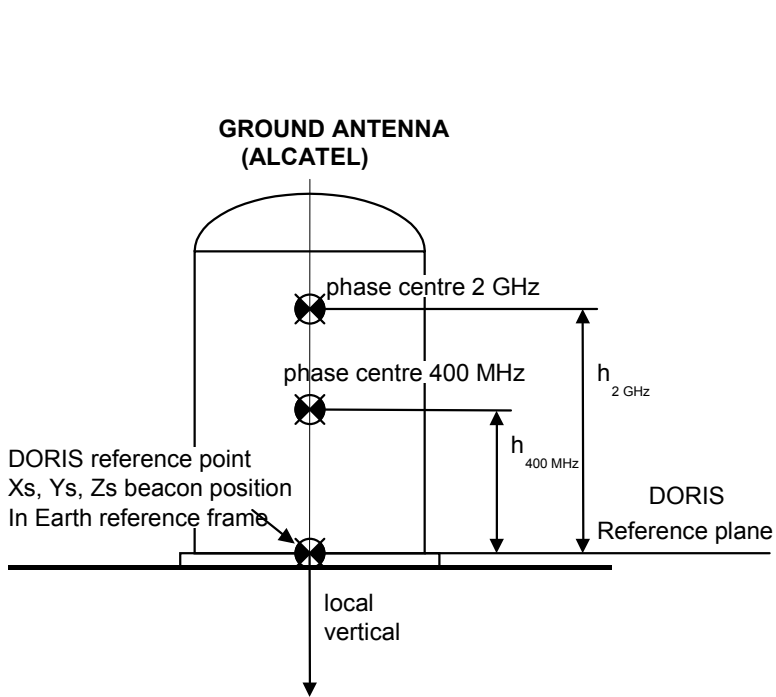 GROUND ANTENNA
(ALCATEL)
phase centre 2 GHz
phase centre 400 MHz
h 2 GHz
h 400 MHz
DORIS reference point
Xs, Ys, Zs beacon position
In Earth reference frame
DORIS
Reference plane
local
vertical